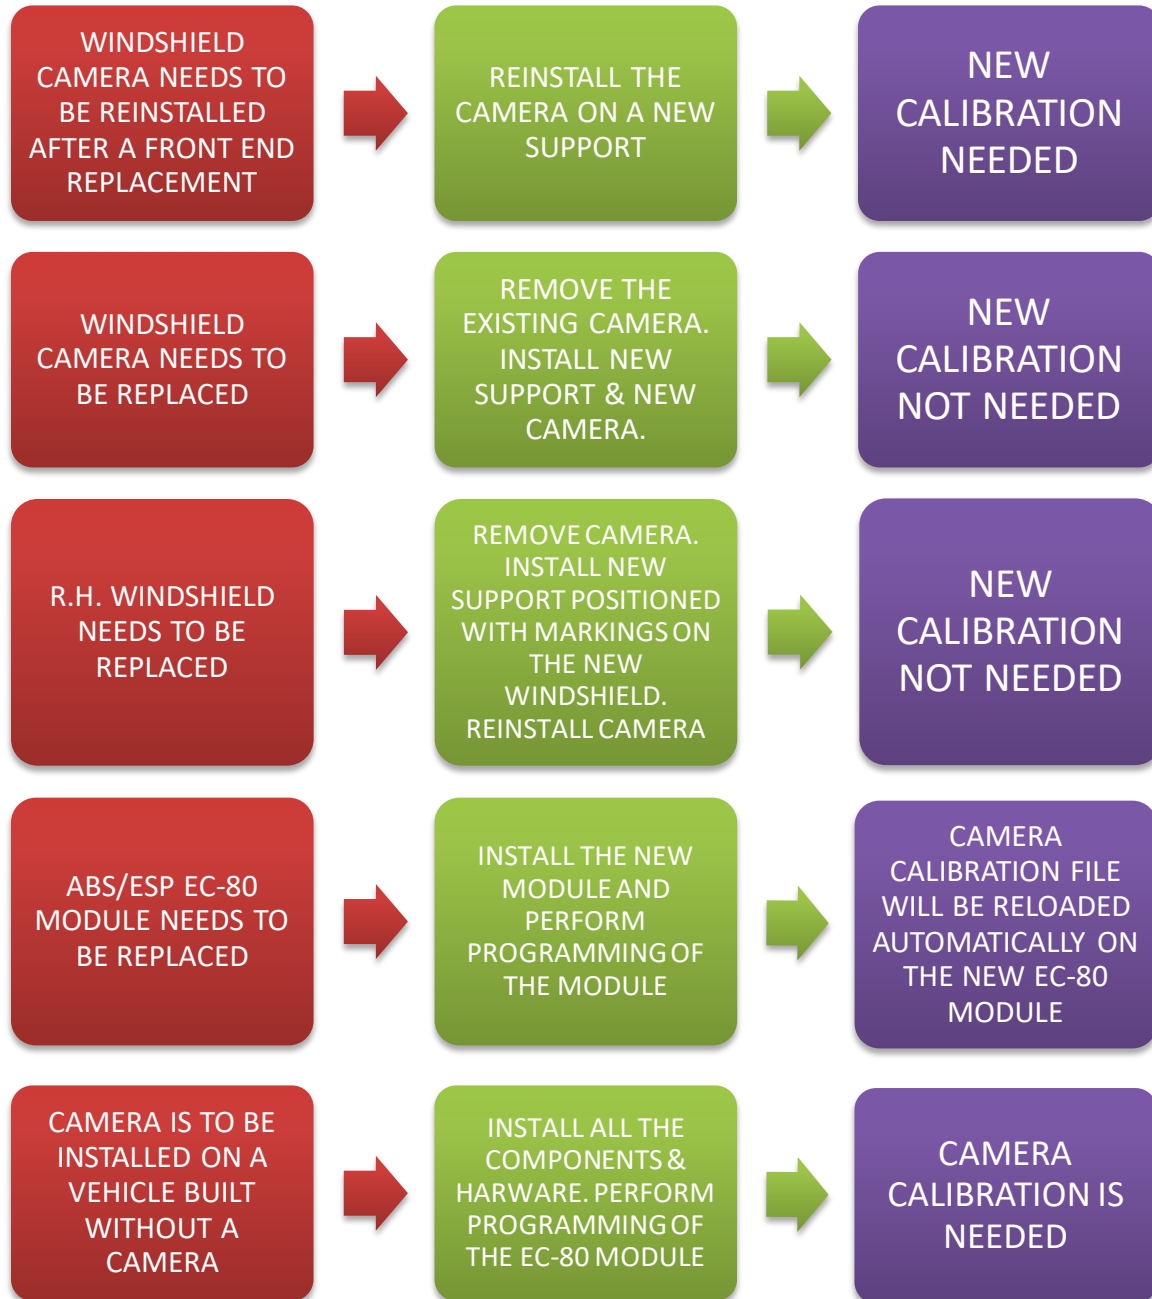 WINDSHIELD
CAMERA NEEDS TO
BE REINSTALLED
AFTER A FRONT END
REPLACEMENT
REINSTALL THE
CAMERA ON A NEW
SUPPORT
NEW
CALIBRATION
NEEDED
WINDSHIELD
CAMERA NEEDS TO
BE REPLACED
REMOVE THE
EXISTING CAMERA.
INSTALL NEW
SUPPORT & NEW
CAMERA.
NEW
CALIBRATION
NOT NEEDED
R.H. WINDSHIELD
NEEDS TO BE
REPLACED
REMOVE CAMERA.
INSTALL NEW
SUPPORT POSITIONED
WITH MARKINGS ON
THE NEW
WINDSHIELD.
REINSTALL CAMERA
NEW
CALIBRATION
NOT NEEDED
ABS/ESP EC-80
MODULE NEEDS TO
BE REPLACED
INSTALL THE NEW
MODULE AND
PERFORM
PROGRAMMING OF
THE MODULE
CAMERA
CALIBRATION FILE
WILL BE RELOADED
AUTOMATICALLY ON
THE NEW EC-80
MODULE
CAMERA IS TO BE
INSTALLED ON A
VEHICLE BUILT
WITHOUT A
CAMERA
INSTALL ALL THE
COMPONENTS &
HARWARE. PERFORM
PROGRAMMING OF
THE EC-80 MODULE
CAMERA
CALIBRATION IS
NEEDED